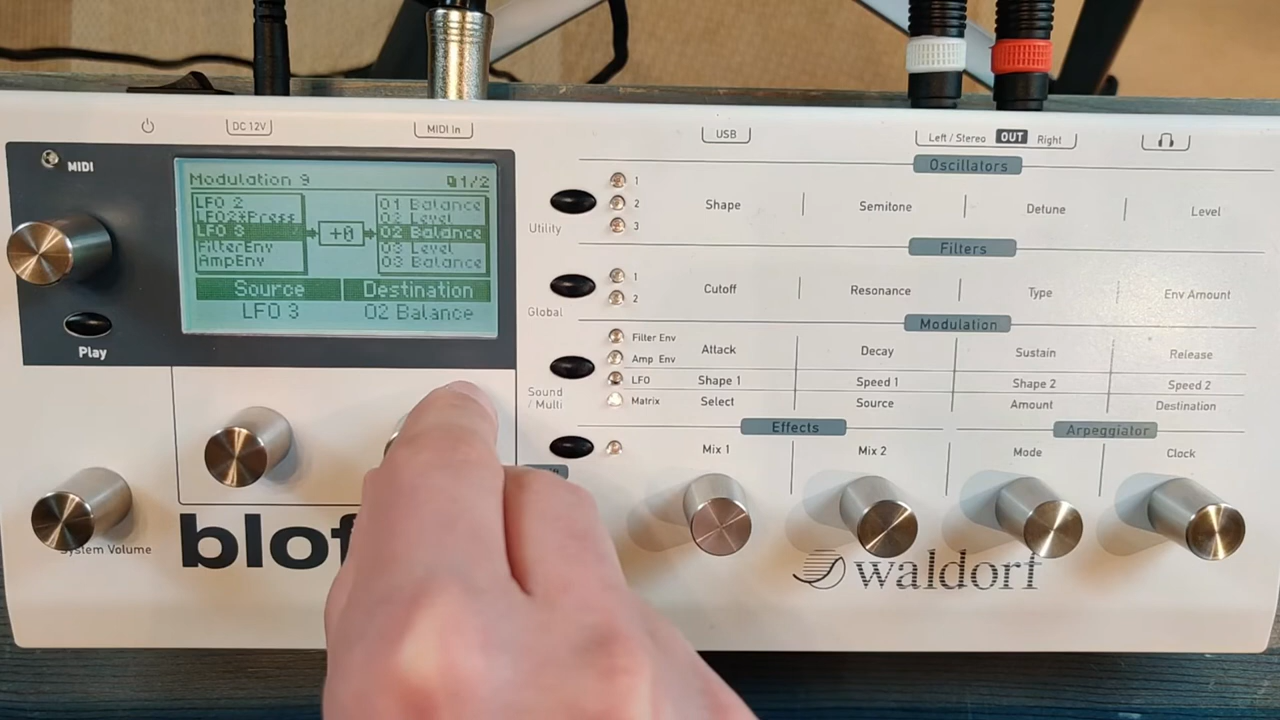 DC 12V
MIDI In
USB
Left / Stereo OUT Right
MIDI
Modulation 9 1/2
LFO 2
LFO2*Press
LFO 3
FilterEnv
AmpEnv
+0
O1 Balance
O2 Level
O2 Balance
O3 Level
O3 Balance
Source Destination
LFO 3 O2 Balance
Play
System Volume
blof
Oscillators
1
2
3
Utility
Shape Semitone Detune Level
Filters
1
2
Global
Cutoff Resonance Type Env Amount
Modulation
Filter Env
Amp Env
LFO
Matrix
Sound
/ Multi
Attack Decay Sustain Release
Shape 1 Speed 1 Shape 2 Speed 2
Select Source Amount Destination
Effects Arpeggiator
Mix 1 Mix 2 Mode Clock
waldorf